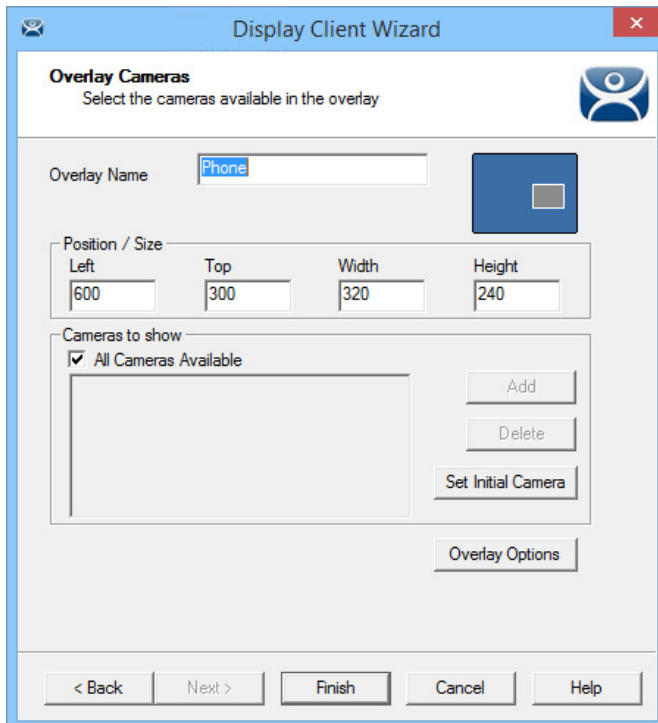 Display Client Wizard
Overlay Cameras
Select the cameras available in the overlay
Overlay Name
Phone
Position / Size
Left Top Width Height
600 300 320 240
Cameras to show
All Cameras Available
Add
Delete
Set Initial Camera
Overlay Options
< Back Next > Finish Cancel Help